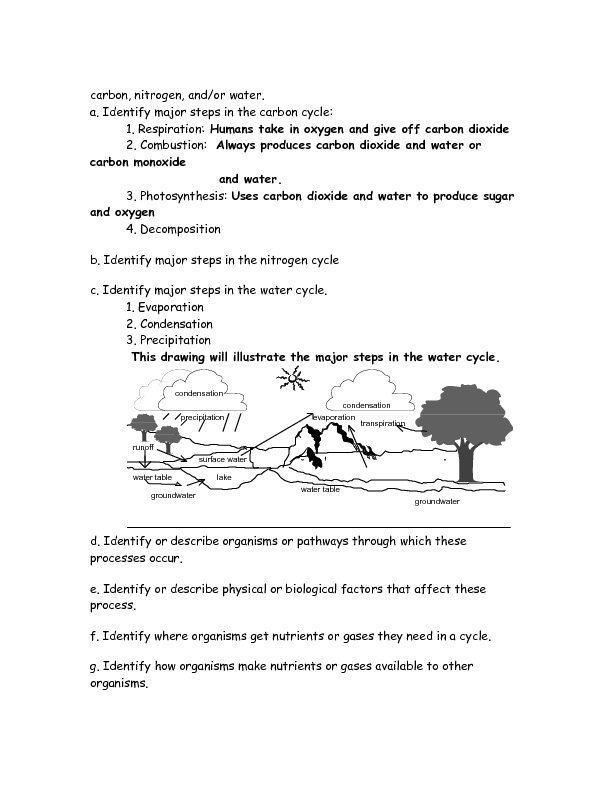 carbon, nitrogen, and/or water.
a. Identify major steps in the carbon cycle:
1. Respiration: Humans take in oxygen and give off carbon dioxide
2. Combustion: Always produces carbon dioxide and water or
carbon monoxide
and water.
3. Photosynthesis: Uses carbon dioxide and water to produce sugar
and oxygen
4. Decomposition
b. Identify major steps in the nitrogen cycle
c. Identify major steps in the water cycle.
1. Evaporation
2. Condensation
3. Precipitation
This drawing will illustrate the major steps in the water cycle.
condensation
condensation
precipitation
evaporation
transpiration
runoff
surface water
water table
lake
groundwater
water table
groundwater
d. Identify or describe organisms or pathways through which these
processes occur.
e. Identify or describe physical or biological factors that affect these
process.
f. Identify where organisms get nutrients or gases they need in a cycle.
g. Identify how organisms make nutrients or gases available to other
organisms.